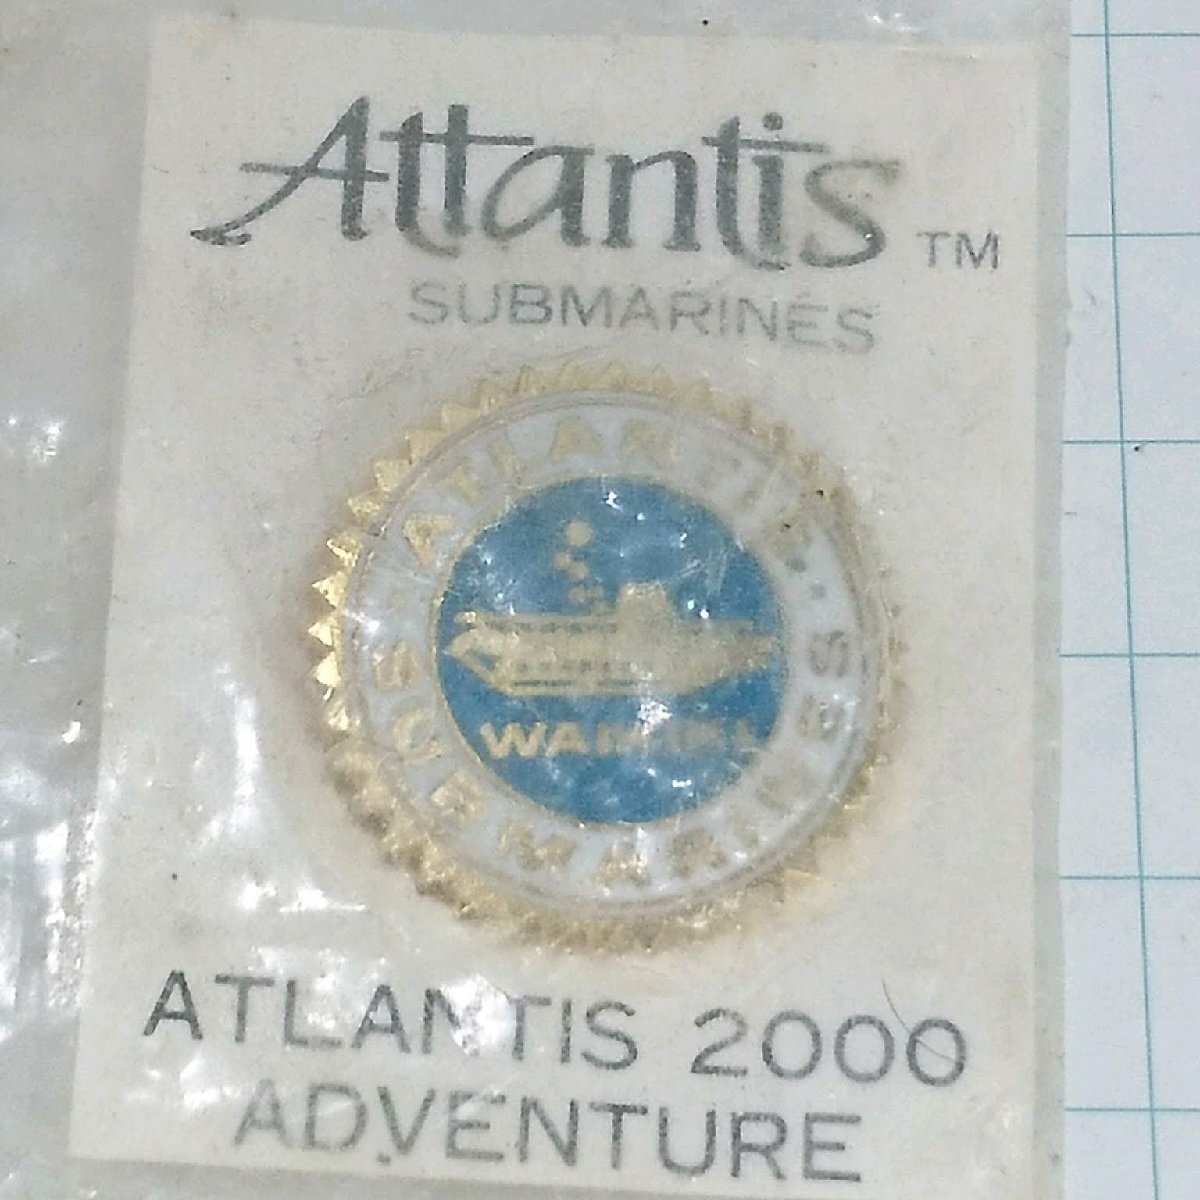 Atlantis TM
SUBMARINES
ATLANTIS
WAIKIKI
SUBMARINES
ATLANTIS 2000
ADVENTURE